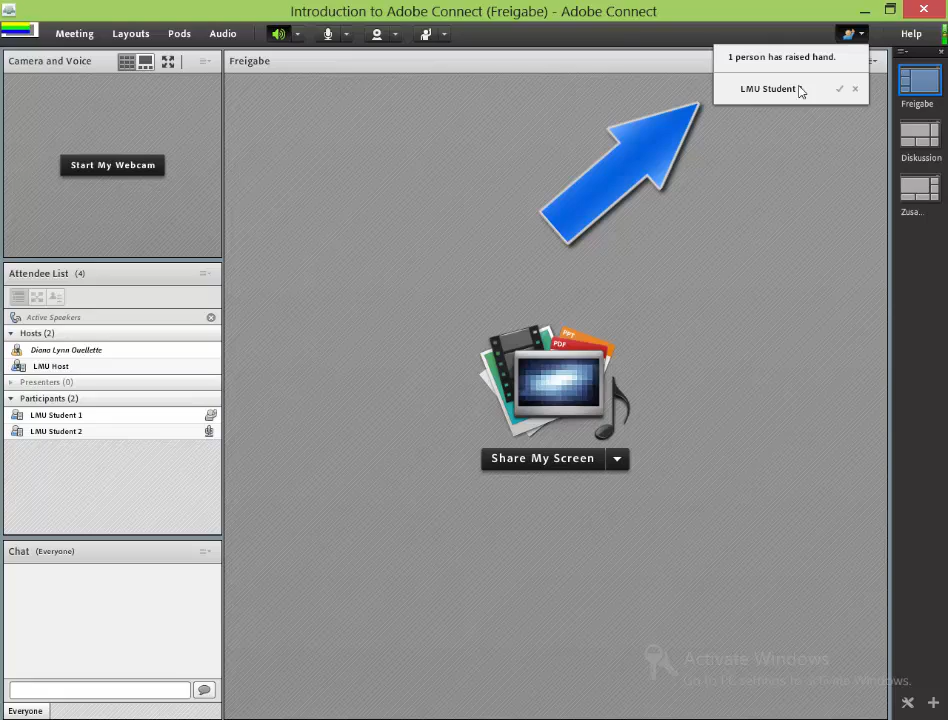 Introduction to Adobe Connect (Freigabe) - Adobe Connect
Meeting Layouts Pods Audio Help
Camera and Voice
Freigabe
1 person has raised hand.
LMU Student
Start My Webcam
Freigabe
Diskussion
Zusa...
Attendee List (4)
Active Speakers
Hosts (2)
Diana Lynn Ouellette
LMU Host
Presenters (0)
Participants (2)
LMU Student 1
LMU Student 2
PPT
PDF
Share My Screen
Chat (Everyone)
Everyone
Activate Windows
Go to PC settings to activate Windows.